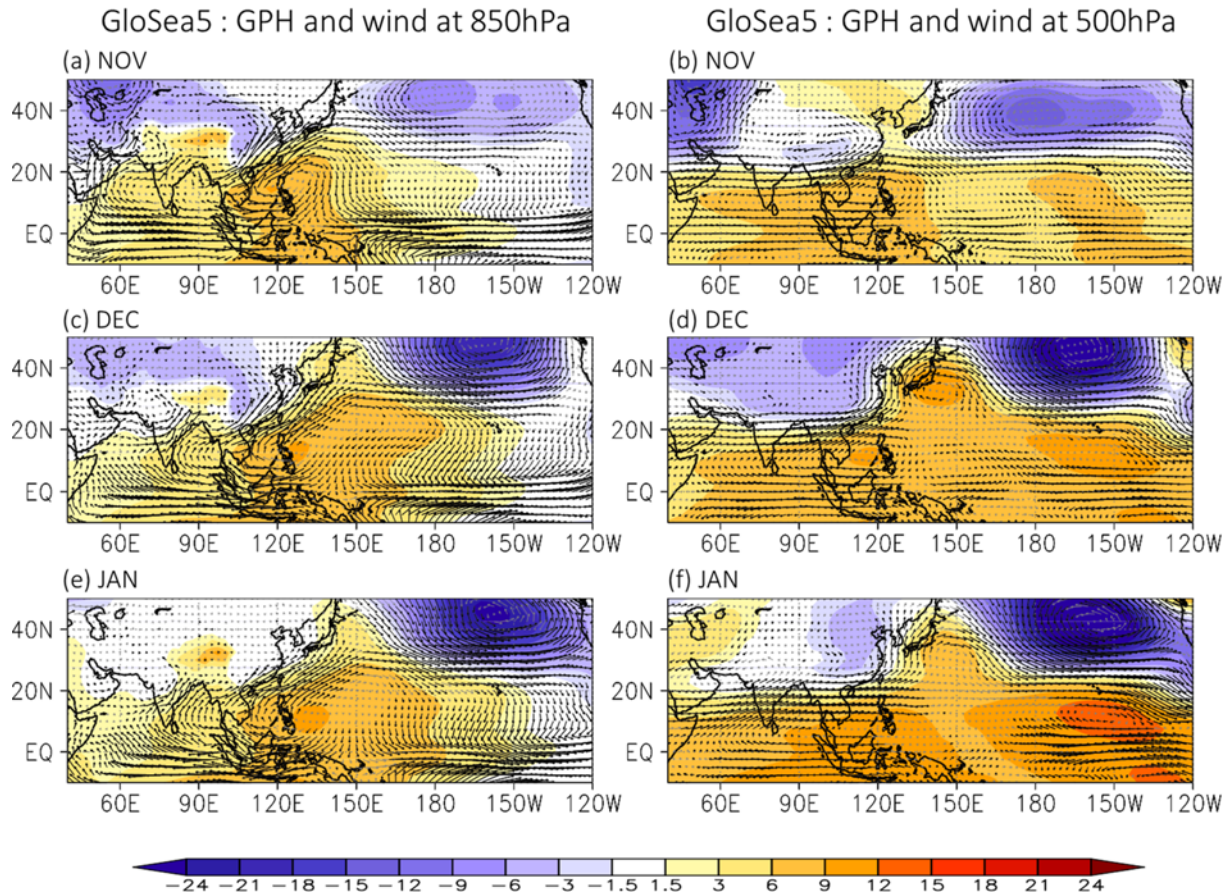 GloSea5 : GPH and wind at 850hPa
GloSea5 : GPH and wind at 500hPa
(a) NOV
(b) NOV
40N
20N
EQ
60E 90E 120E 150E 180 150W 120W
40N
20N
EQ
60E 90E 120E 150E 180 150W 120W
(c) DEC
(d) DEC
40N
20N
EQ
60E 90E 120E 150E 180 150W 120W
40N
20N
EQ
60E 90E 120E 150E 180 150W 120W
(e) JAN
(f) JAN
40N
20N
EQ
60E 90E 120E 150E 180 150W 120W
40N
20N
EQ
60E 90E 120E 150E 180 150W 120W
−24 −21 −18 −15 −12 −9 −6 −3 −1.5 1.5 3 6 9 12 15 18 21 24